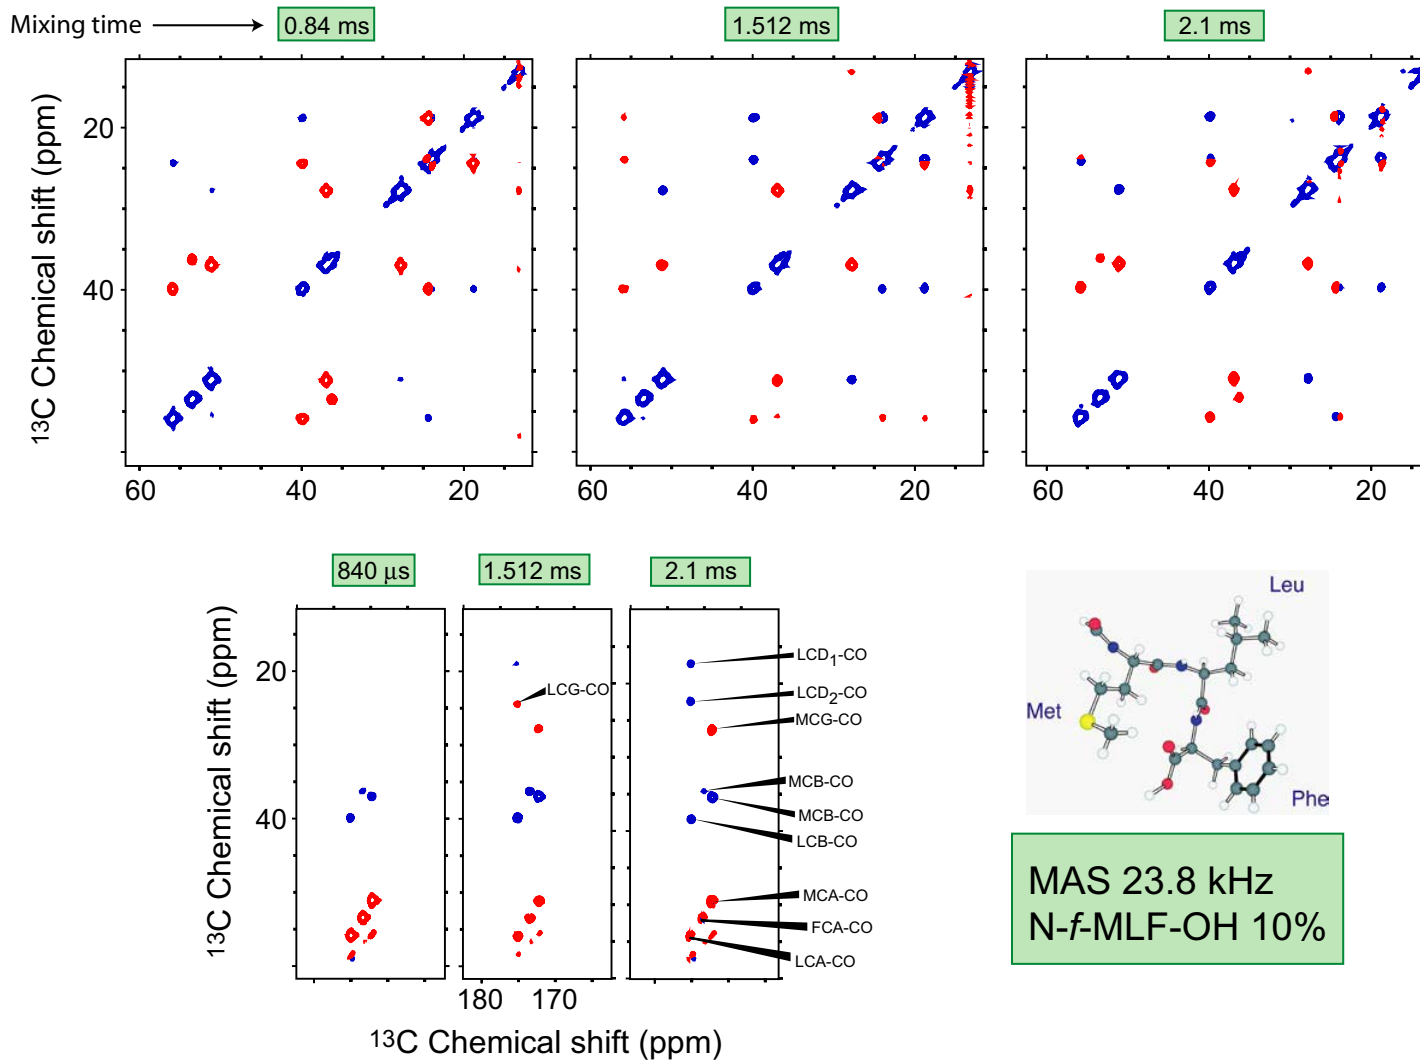 Mixing time
0.84 ms
1.512 ms
2.1 ms
13C Chemical shift (ppm)
20
40
60
40
20
60
40
20
60
40
20
840 μs
1.512 ms
2.1 ms
13C Chemical shift (ppm)
20
40
LCG-CO
LCD1-CO
LCD2-CO
MCG-CO
MCB-CO
MCB-CO
LCB-CO
MCA-CO
FCA-CO
LCA-CO
180
170
13C Chemical shift (ppm)
Leu
Met
Phe
MAS 23.8 kHz
N-f-MLF-OH 10%